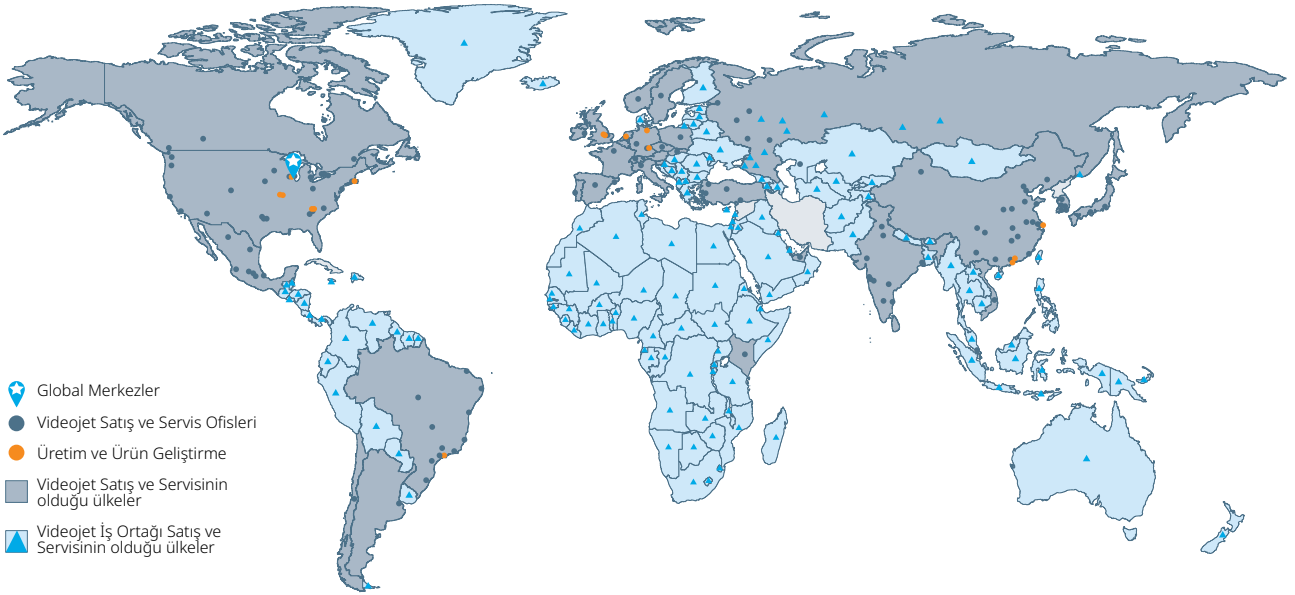 Global Merkezler
Videojet Satış ve Servis Ofisleri
Üretim ve Ürün Geliştirme
Videojet Satış ve Servisinin
olduğu ülkeler
Videojet İş Ortağı Satış ve
Servisinin olduğu ülkeler